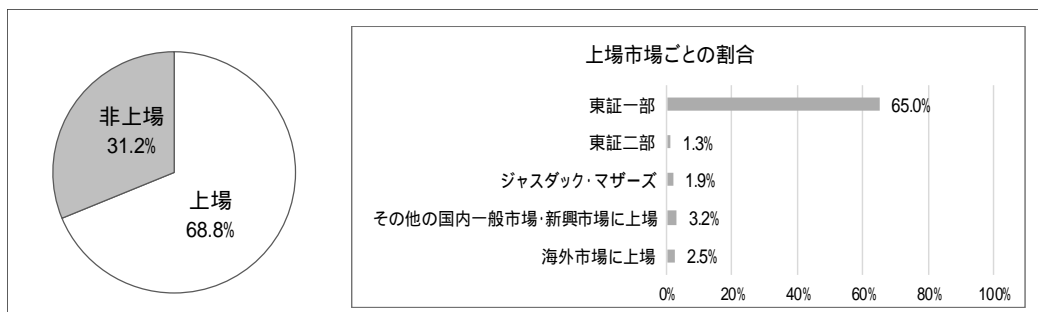 非上場
31.2%
上場
68.8%
上場市場ごとの割合
東証一部 65.0%
東証二部 1.3%
ジャスダック・マザーズ 1.9%
その他の国内一般市場・新興市場に上場 3.2%
海外市場に上場 2.5%
0% 20% 40% 60% 80% 100%